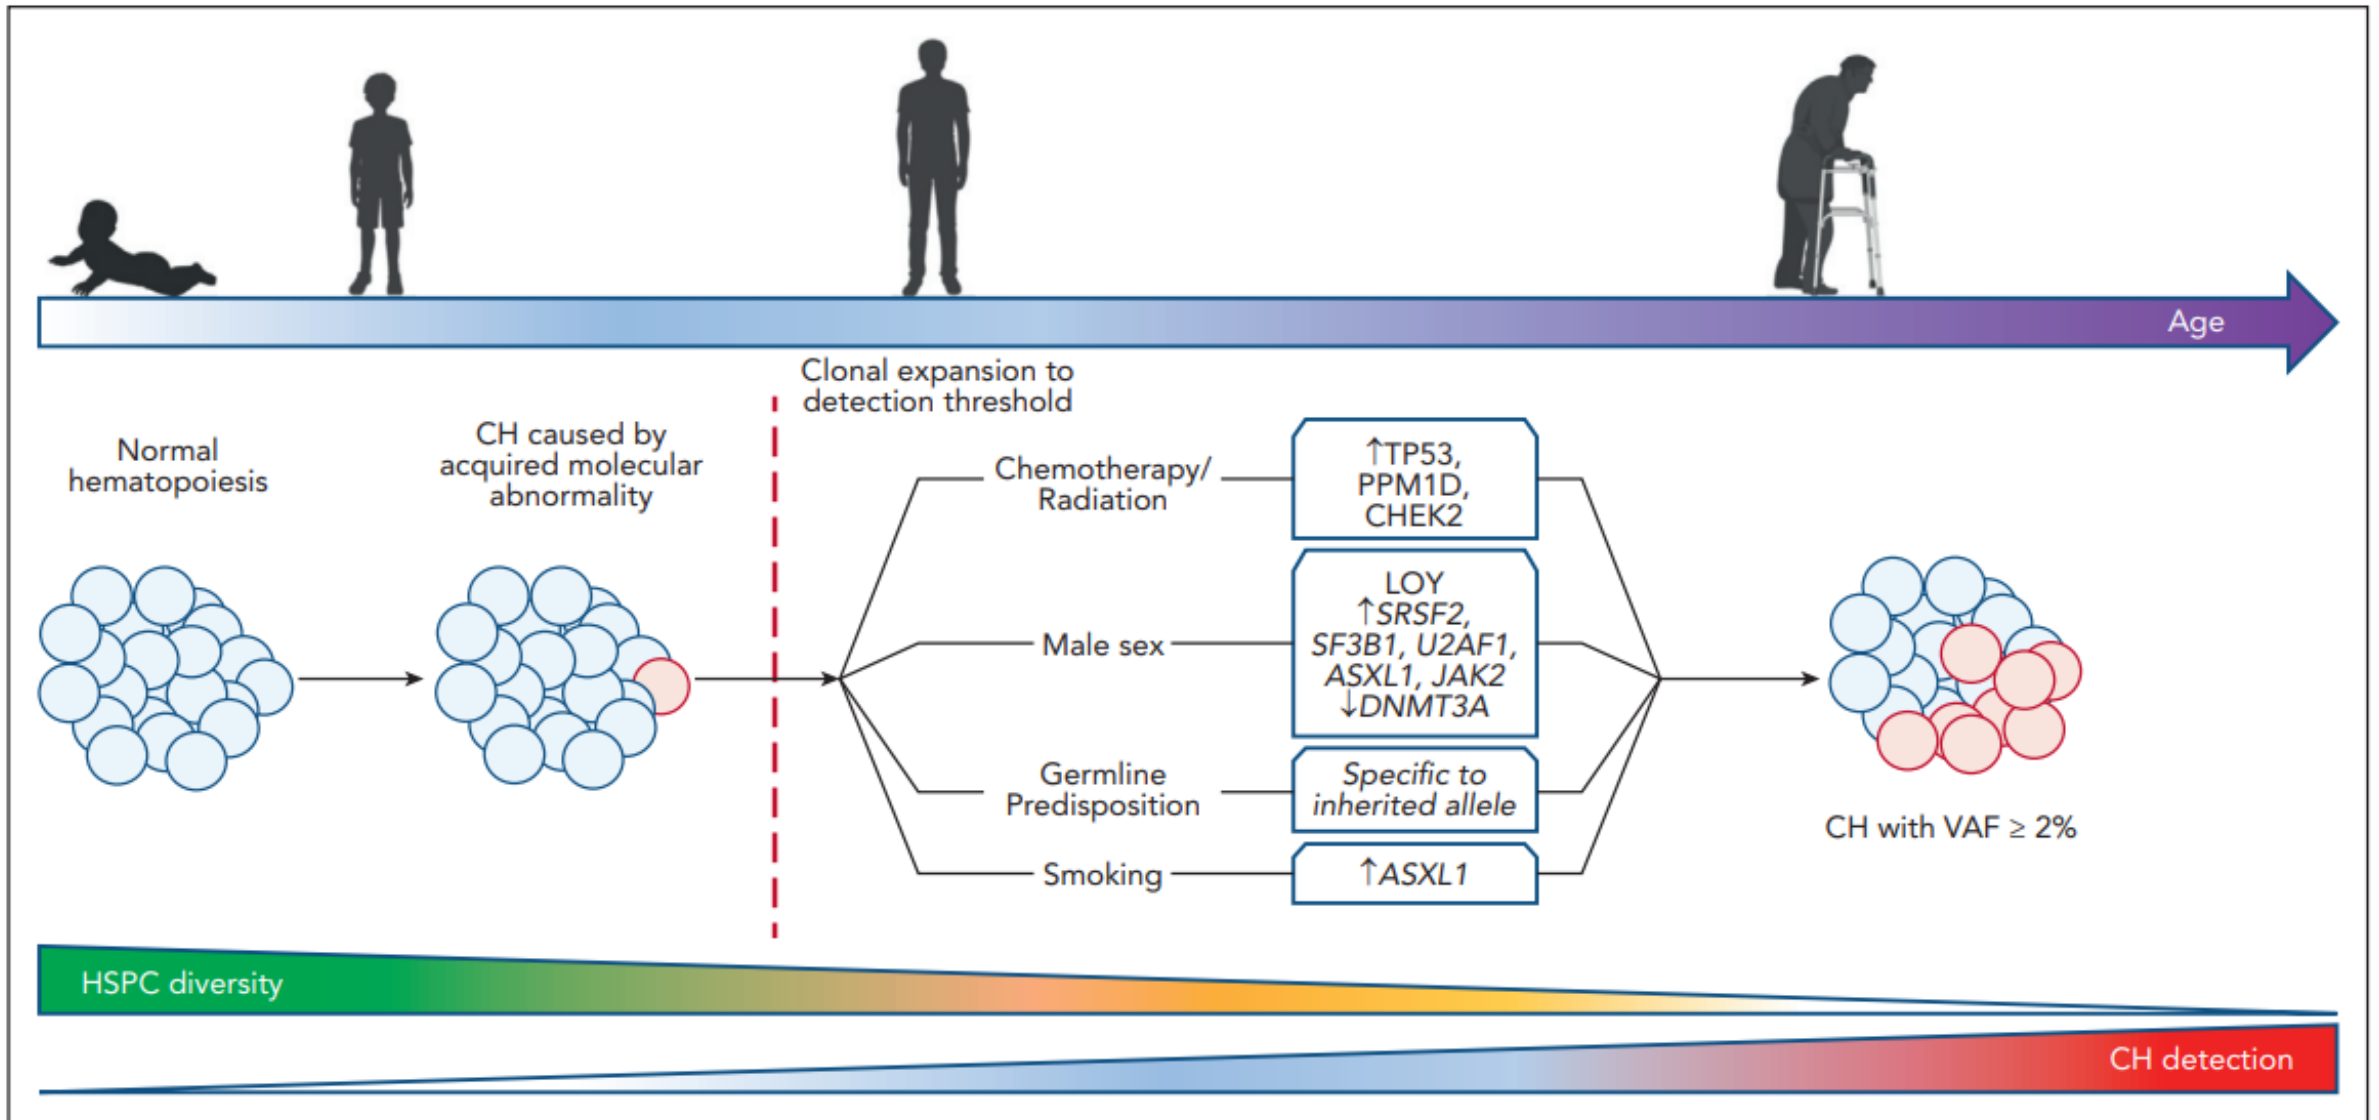 Age
Clonal expansion to
detection threshold
Normal
hematopoiesis
CH caused by
acquired molecular
abnormality
Chemotherapy/
Radiation
↑TP53,
PPM1D,
CHEK2
Male sex
LOY
↑SRSF2,
SF3B1, U2AF1,
ASXL1, JAK2
↓DNMT3A
Germline
Predisposition
Specific to
inherited allele
Smoking
↑ASXL1
CH with VAF ≥ 2%
HSPC diversity
CH detection